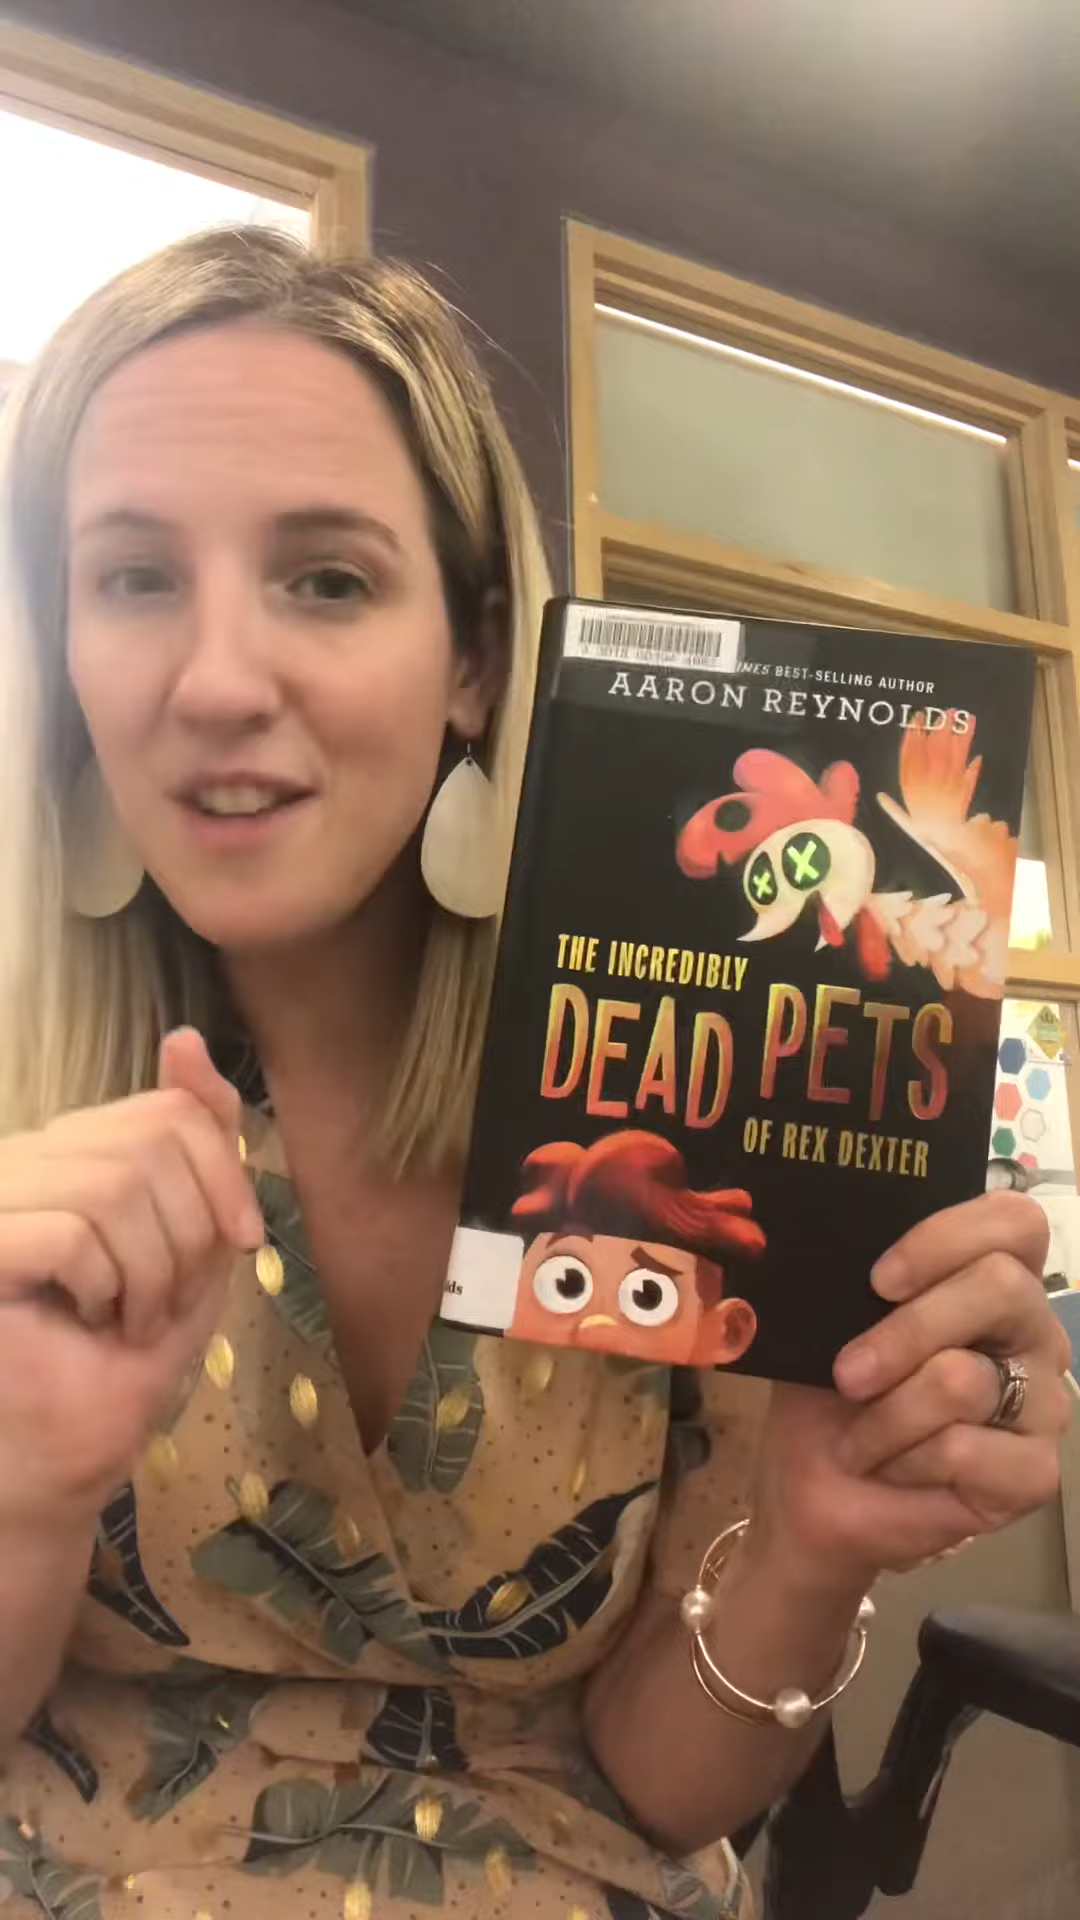 BEST-SELLING AUTHOR
AARON REYNOLDS
THE INCREDIBLY
DEAD PETS
OF REX DEXTER